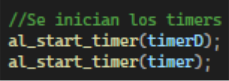 //Se inician los timers
al_start_timer(timerD);
al_start_timer(timer);